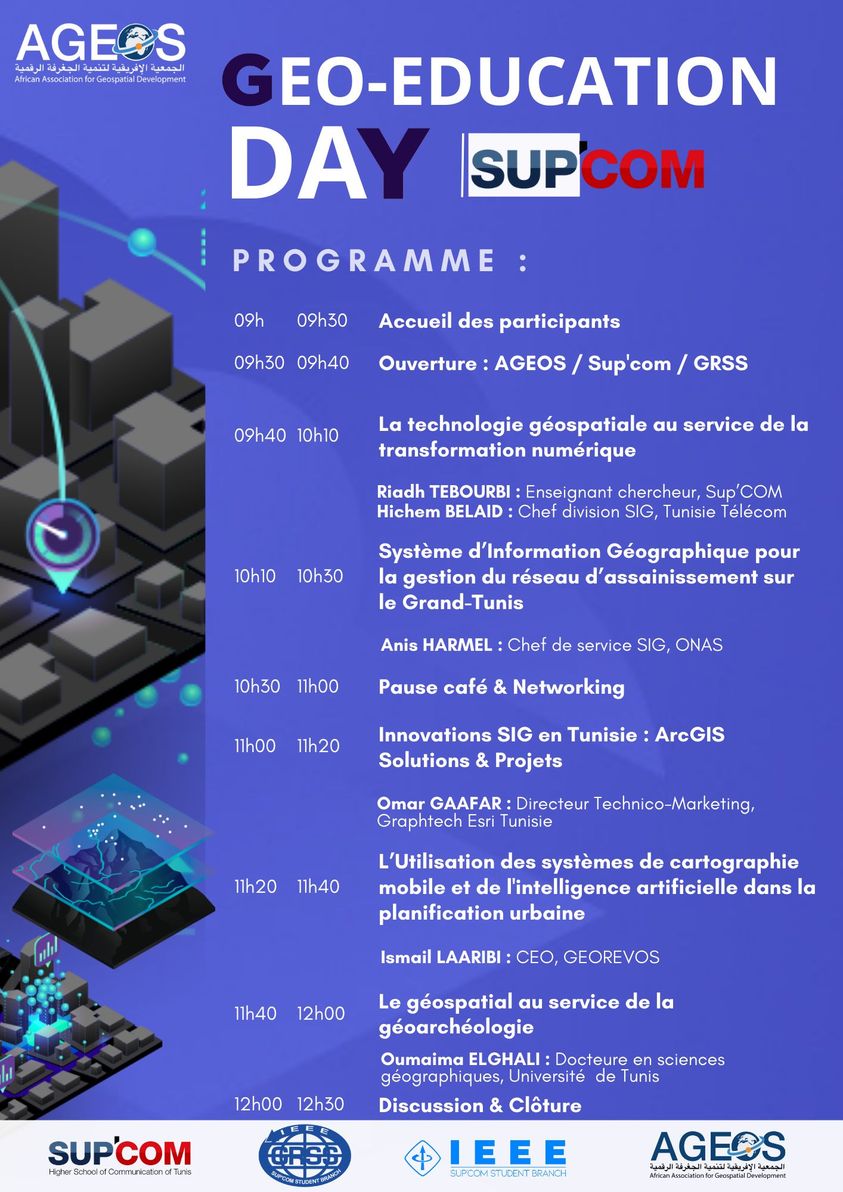 AGEOS
الجمعية الإفريقية لتنمية الجغرفة الرقمية
African Association for Geospatial Development
GEO-EDUCATION
DAY SUP'COM
PROGRAMME :
09h 09h30 Accueil des participants
09h30 09h40 Ouverture : AGEOS / Sup'com / GRSS
09h40 10h10 La technologie géospatiale au service de la
transformation numérique
Riadh TEBOURBI : Enseignant chercheur, Sup’COM
Hichem BELAID : Chef division SIG, Tunisie Télécom
10h10 10h30 Système d’Information Géographique pour
la gestion du réseau d’assainissement sur
le Grand-Tunis
Anis HARMEL : Chef de service SIG, ONAS
10h30 11h00 Pause café & Networking
11h00 11h20 Innovations SIG en Tunisie : ArcGIS
Solutions & Projets
Omar GAAFAR : Directeur Technico-Marketing,
Graphtech Esri Tunisie
11h20 11h40 L’Utilisation des systèmes de cartographie
mobile et de l'intelligence artificielle dans la
planification urbaine
Ismail LAARIBI : CEO, GEOREVOS
11h40 12h00 Le géospatial au service de la
géoarchéologie
Oumaima ELGHALI : Docteure en sciences
géographiques, Université de Tunis
12h00 12h30 Discussion & Clôture
SUP'COM
Higher School of Communication of Tunis
IEEE
GRSS
SUP'COM STUDENT BRANCH
IEEE
SUP'COM STUDENT BRANCH
AGEOS
الجمعية الإفريقية لتنمية الجغرفة الرقمية
African Association for Geospatial Development